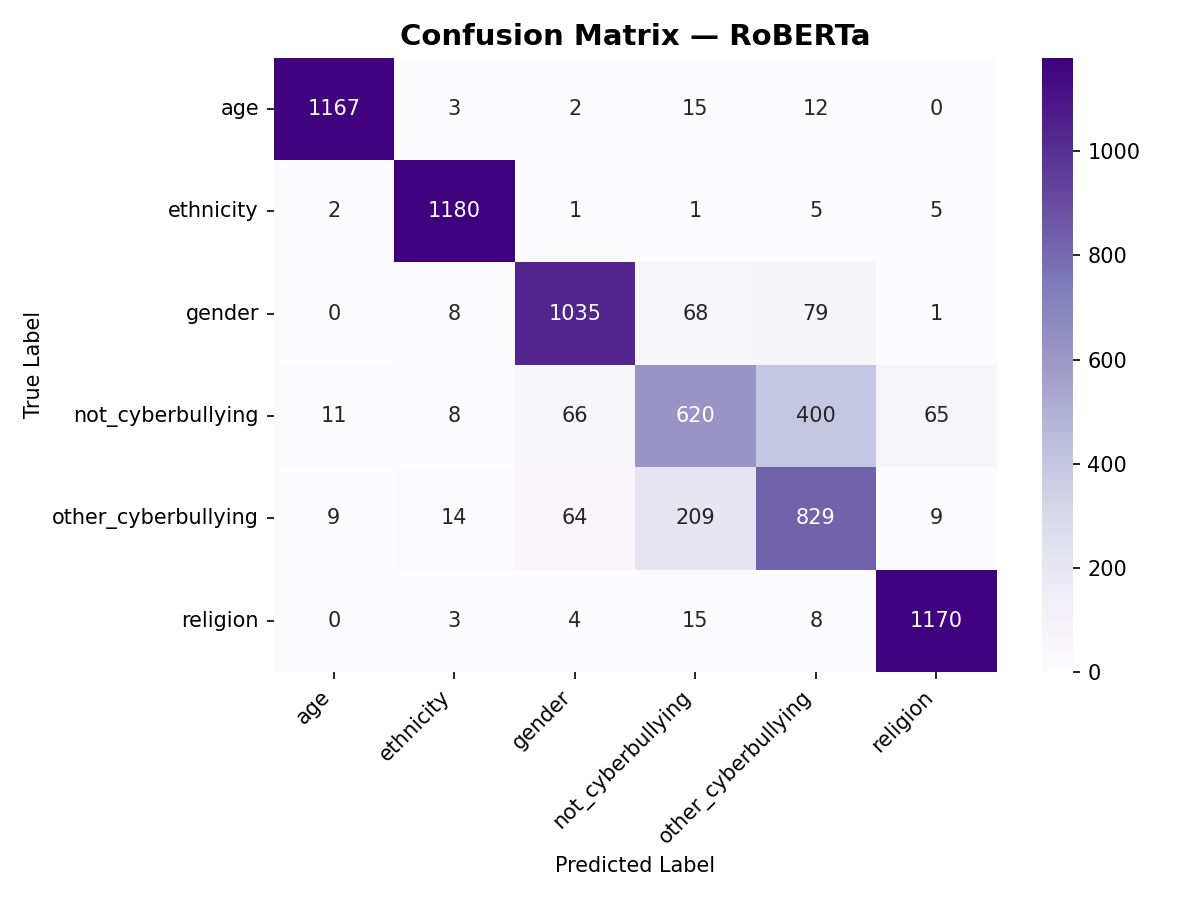 Confusion Matrix — RoBERTa
True Label
age 1167 3 2 15 12 0
ethnicity 2 1180 1 1 5 5
gender 0 8 1035 68 79 1
not_cyberbullying 11 8 66 620 400 65
other_cyberbullying 9 14 64 209 829 9
religion 0 3 4 15 8 1170
age ethnicity gender not_cyberbullying other_cyberbullying religion
Predicted Label
1000
800
600
400
200
0